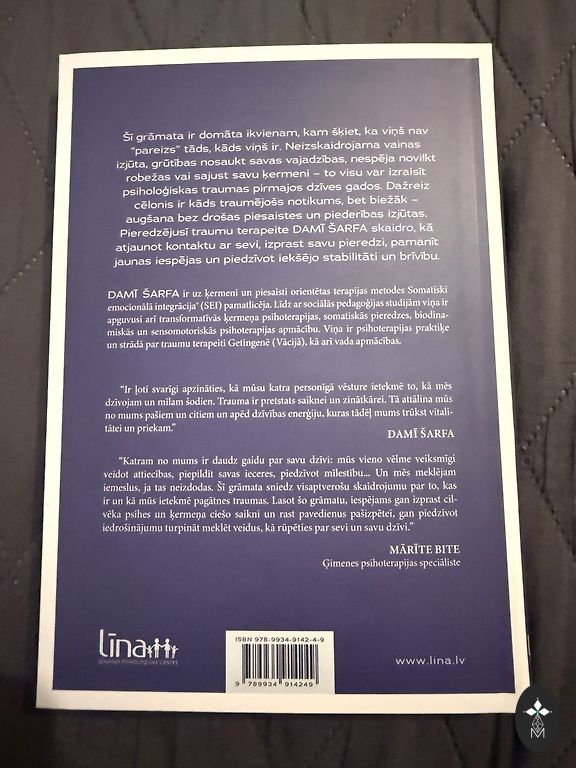 Šī grāmata ir domāta ikvienam, kam šķiet, ka viņš nav
"pareizs" tāds, kāds viņš ir. Neizskaidrojama vainas
izjūta, grūtības nosaukt savas vajadzības, nespēja novilkt
robežas vai sajust savu ķermeni – to visu var izraisīt
psiholoģiskas traumas pirmajos dzīves gados. Dažreiz
cēlonis ir kāds traumējošs notikums, bet biežāk –
augšana bez drošas piesaistes un piederības izjūtas.
Pieredzējusī traumu terapeite DAMĪ ŠARFA skaidro, kā
atjaunot kontaktu ar sevi, izprast savu pieredzi, pamanīt
jaunas iespējas un piedzīvot iekšējo stabilitāti un brīvību.
DAMĪ ŠARFA ir uz ķermeni un piesaisti orientētas terapijas metodes Somatiski
emocionālā integrācija® (SEI) pamatlicēja. Līdz ar sociālās pedagoģijas studijām viņa ir
apguvusi arī transformatīvās ķermeņa psihoterapijas, somatiskās pieredzes, biodina-
miskās un sensomotoriskās psihoterapijas apmācību. Viņa ir psihoterapijas praktiķe
un strādā par traumu terapeiti Getingenē (Vācijā), kā arī vada apmācības.
"Ir ļoti svarīgi apzināties, kā mūsu katra personīgā vēsture ietekmē to, kā mēs
dzīvojam un mīlam šodien. Trauma ir pretstats saiknei un zinātkārei. Tā attālina mūs
no mums pašiem un citiem un apēd dzīvības enerģiju, kuras tādēļ mums trūkst vitali-
tātei un priekam."
DAMĪ ŠARFA
"Katram no mums ir daudz gaidu par savu dzīvi: mūs vieno vēlme veiksmīgi
veidot attiecības, piepildīt savas ieceres, piedzīvot mīlestību... Un mēs meklējam
iemeslus, ja tas neizdodas. Šī grāmata sniedz visaptverošu skaidrojumu par to, kas
ir un kā mūs ietekmē pagātnes traumas. Lasot šo grāmatu, iespējams gan izprast cil-
vēka psihes un ķermeņa ciešo saikni un rast pavedienus pašizpētei, gan piedzīvot
iedrošinājumu turpināt meklēt veidus, kā rūpēties par sevi un savu dzīvi."
MĀRĪTE BITE
Ģimenes psihoterapijas speciāliste
līna
ĢIMENES PSIHOLOĢIJAS CENTRS
ISBN 978-9934-9142-4-9
9 789934 914249
www.lina.lv
M